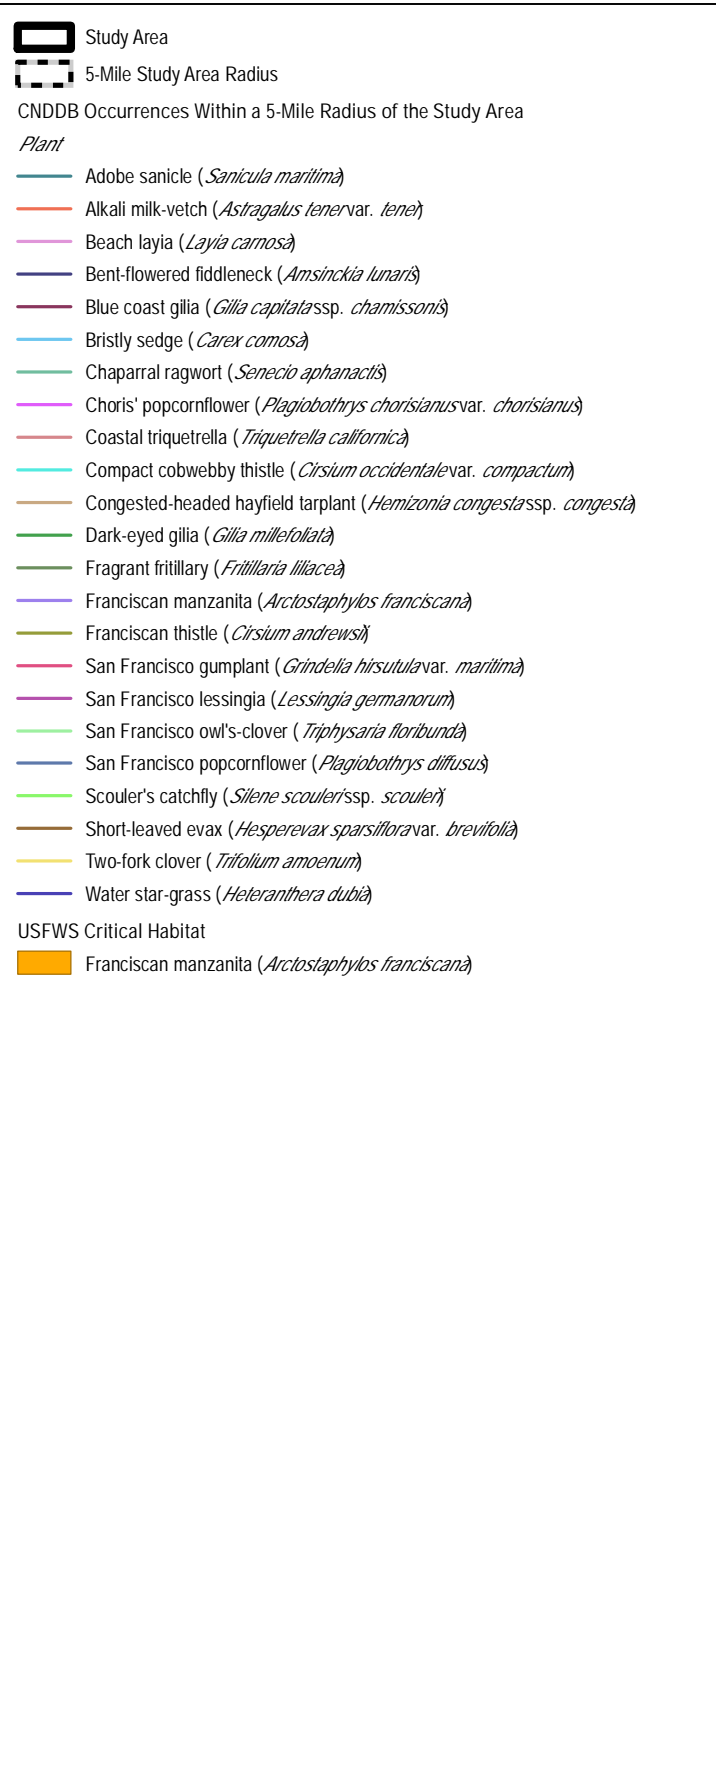 Study Area
5-Mile Study Area Radius
CNDDB Occurrences Within a 5-Mile Radius of the Study Area
Plant
Adobe sanicle (Sanicula maritima)
Alkali milk-vetch (Astragalus tener var. tener)
Beach layia (Layia carnosa)
Bent-flowered fiddleneck (Amsinckia lunaris)
Blue coast gilia (Gilia capitata ssp. chamissonis)
Bristly sedge (Carex comosa)
Chaparral ragwort (Senecio aphanactis)
Choris' popcornflower (Plagiobothrys chorisianus var. chorisianus)
Coastal triquetrella (Triquetrella californica)
Compact cobwebby thistle (Cirsium occidentale var. compactum)
Congested-headed hayfield tarplant (Hemizonia congesta ssp. congesta)
Dark-eyed gilia (Gilia millefoliata)
Fragrant fritillary (Fritillaria liliacea)
Franciscan manzanita (Arctostaphylos franciscana)
Franciscan thistle (Cirsium andrewsii)
San Francisco gumplant (Grindelia hirsutula var. maritima)
San Francisco lessingia (Lessingia germanorum)
San Francisco owl's-clover (Triphysaria floribunda)
San Francisco popcornflower (Plagiobothrys diffusus)
Scouler's catchfly (Silene scouleri ssp. scouleri)
Short-leaved evax (Hesperevax sparsiflora var. brevifolia)
Two-fork clover (Trifolium amoenum)
Water star-grass (Heteranthera dubia)
USFWS Critical Habitat
Franciscan manzanita (Arctostaphylos franciscana)